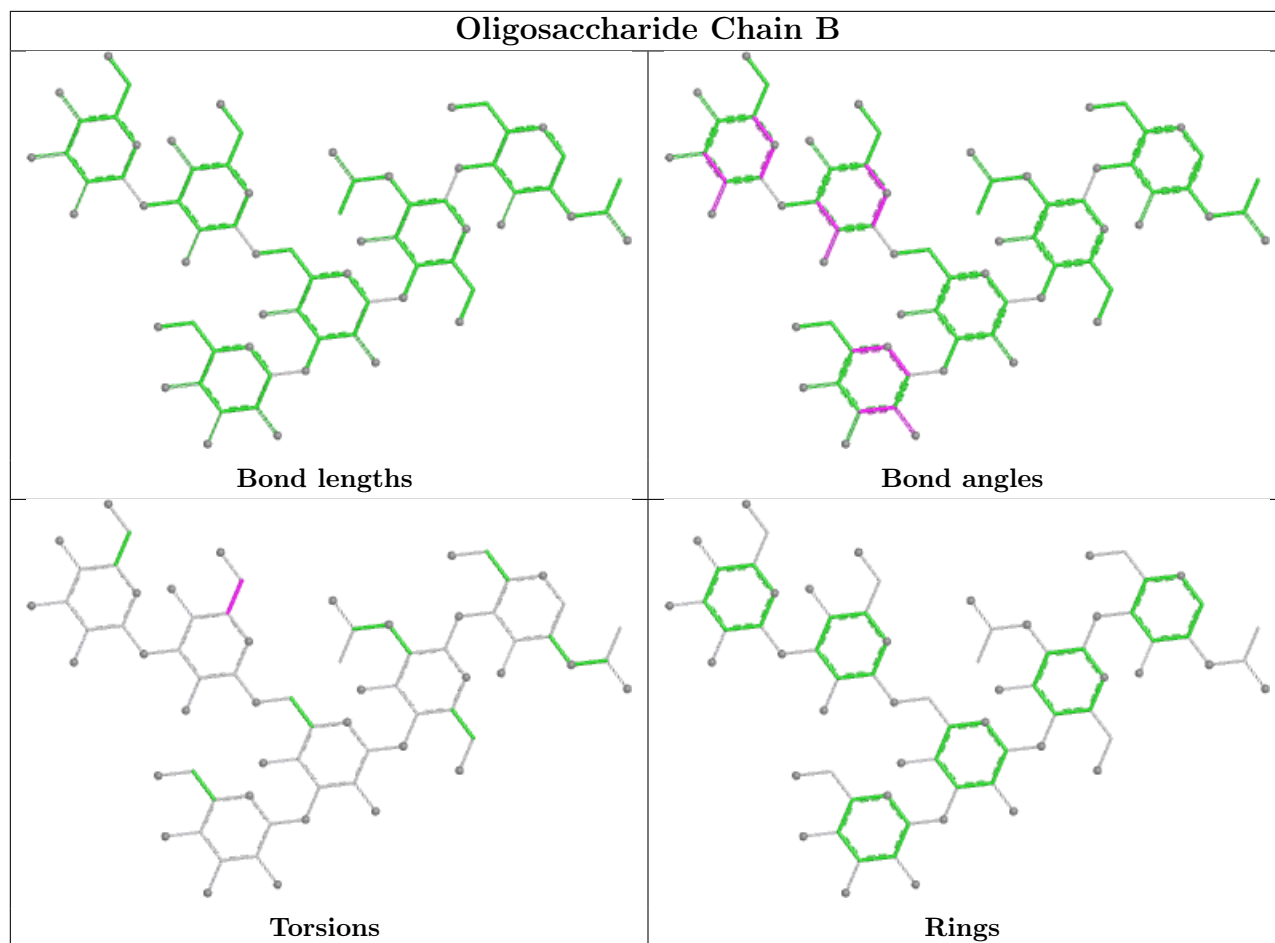 Oligosaccharide Chain B
Bond lengths
Bond angles
Torsions
Rings